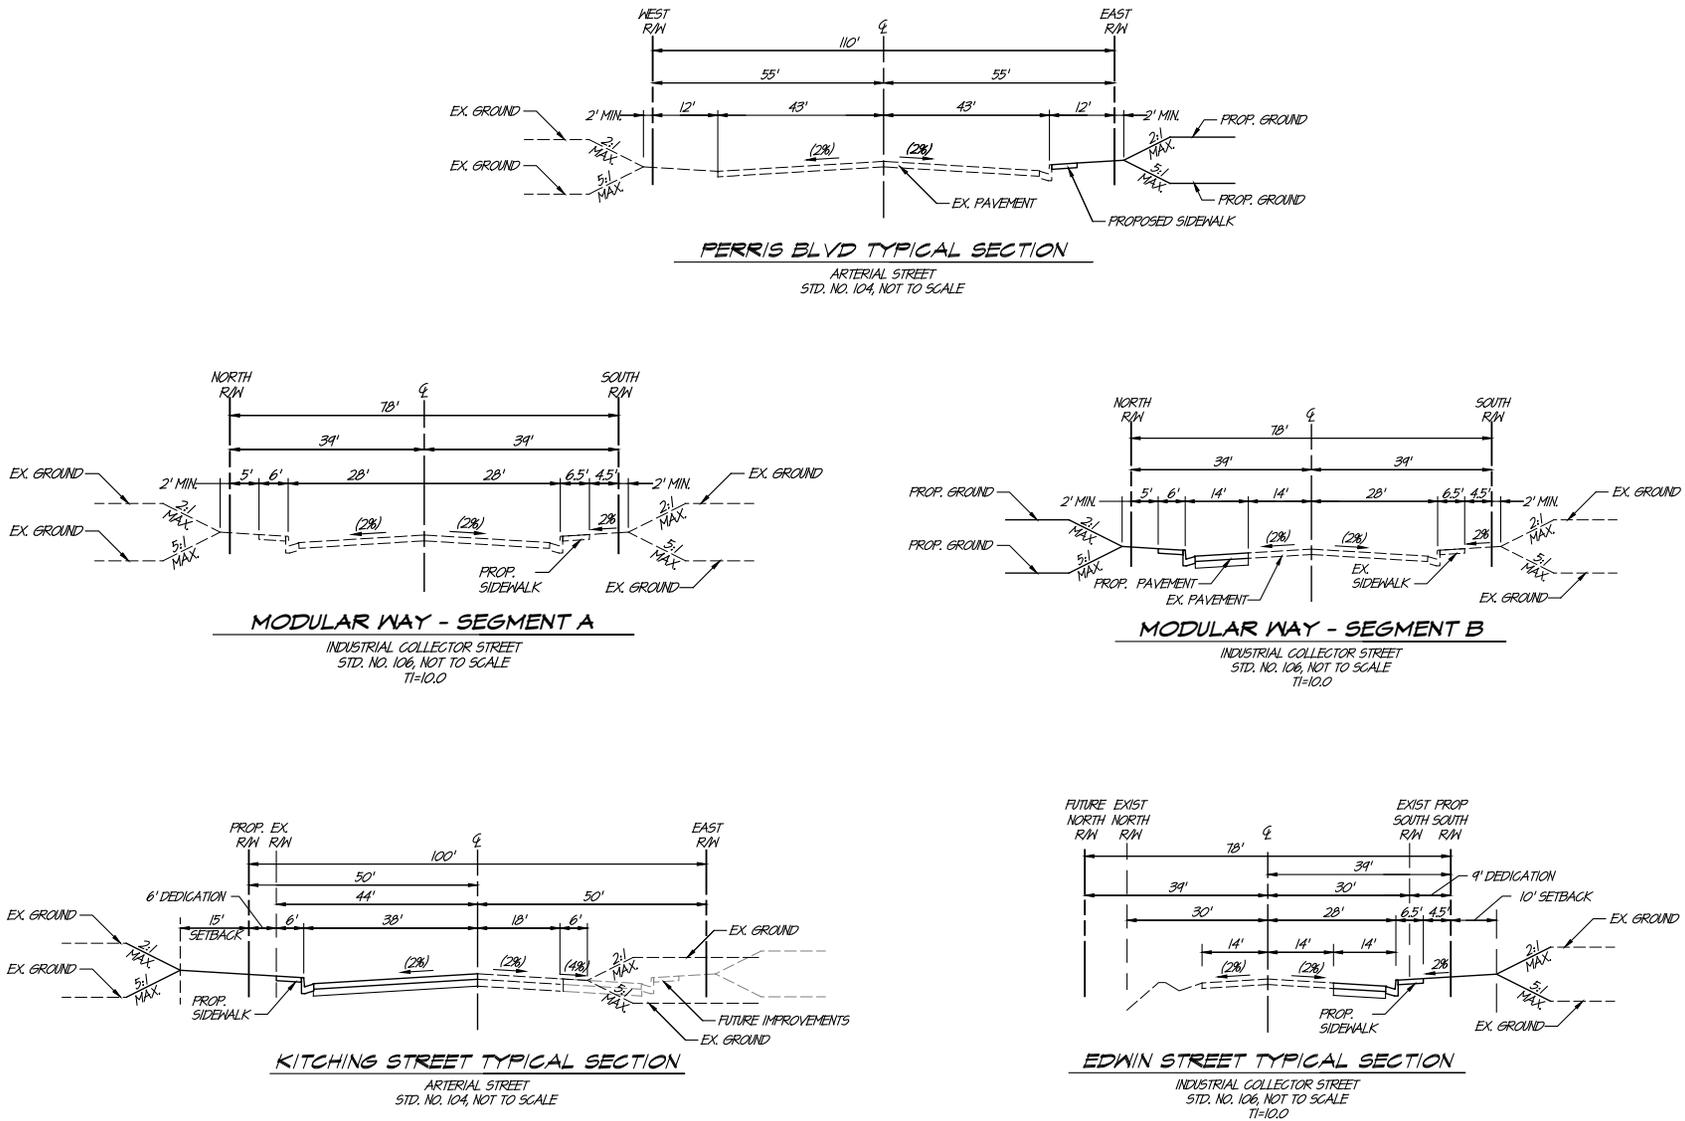 WEST
R/W
℄
EAST
R/W
110'
55'
55'
EX. GROUND
2' MIN.
12'
43'
43'
12'
2' MIN.
PROP. GROUND
2:1
MAX.
(2%)
(2%)
2:1
MAX.
EX. GROUND
5:1
MAX.
5:1
MAX.
EX. PAVEMENT
PROP. GROUND
PROPOSED SIDEWALK
PERRIS BLVD TYPICAL SECTION
ARTERIAL STREET
STD. NO. 104, NOT TO SCALE
NORTH
R/W
℄
SOUTH
R/W
78'
39'
39'
EX. GROUND
2' MIN.
5'
6'
28'
28'
6.5'
4.5'
2' MIN.
EX. GROUND
2:1
MAX.
(2%)
(2%)
2%
2:1
MAX.
EX. GROUND
5:1
MAX.
5:1
MAX.
PROP.
SIDEWALK
EX. GROUND
MODULAR WAY - SEGMENT A
INDUSTRIAL COLLECTOR STREET
STD. NO. 106, NOT TO SCALE
TI=10.0
NORTH
R/W
℄
SOUTH
R/W
78'
39'
39'
PROP. GROUND
2' MIN.
5'
6'
14'
14'
28'
6.5'
4.5'
2' MIN.
EX. GROUND
2:1
MAX.
(2%)
(2%)
2%
2:1
MAX.
PROP. GROUND
5:1
MAX.
5:1
MAX.
PROP. PAVEMENT
EX. PAVEMENT
EX.
SIDEWALK
EX. GROUND
MODULAR WAY - SEGMENT B
INDUSTRIAL COLLECTOR STREET
STD. NO. 106, NOT TO SCALE
TI=10.0
PROP.
R/W
EX.
R/W
℄
EAST
R/W
100'
50'
6' DEDICATION
44'
50'
EX. GROUND
15'
SETBACK
6'
38'
18'
6'
EX. GROUND
2:1
MAX.
(2%)
(2%)
(4%)
2:1
MAX.
EX. GROUND
5:1
MAX.
5:1
MAX.
PROP.
SIDEWALK
FUTURE IMPROVEMENTS
EX. GROUND
KITCHING STREET TYPICAL SECTION
ARTERIAL STREET
STD. NO. 104, NOT TO SCALE
FUTURE
NORTH
R/W
EXIST
NORTH
R/W
℄
EXIST
SOUTH
R/W
PROP
SOUTH
R/W
78'
39'
39'
30'
9' DEDICATION
10' SETBACK
30'
28'
6.5'
4.5'
EX. GROUND
14'
14'
14'
(2%)
(2%)
2%
2:1
MAX.
5:1
MAX.
PROP.
SIDEWALK
EX. GROUND
EDWIN STREET TYPICAL SECTION
INDUSTRIAL COLLECTOR STREET
STD. NO. 106, NOT TO SCALE
TI=10.0